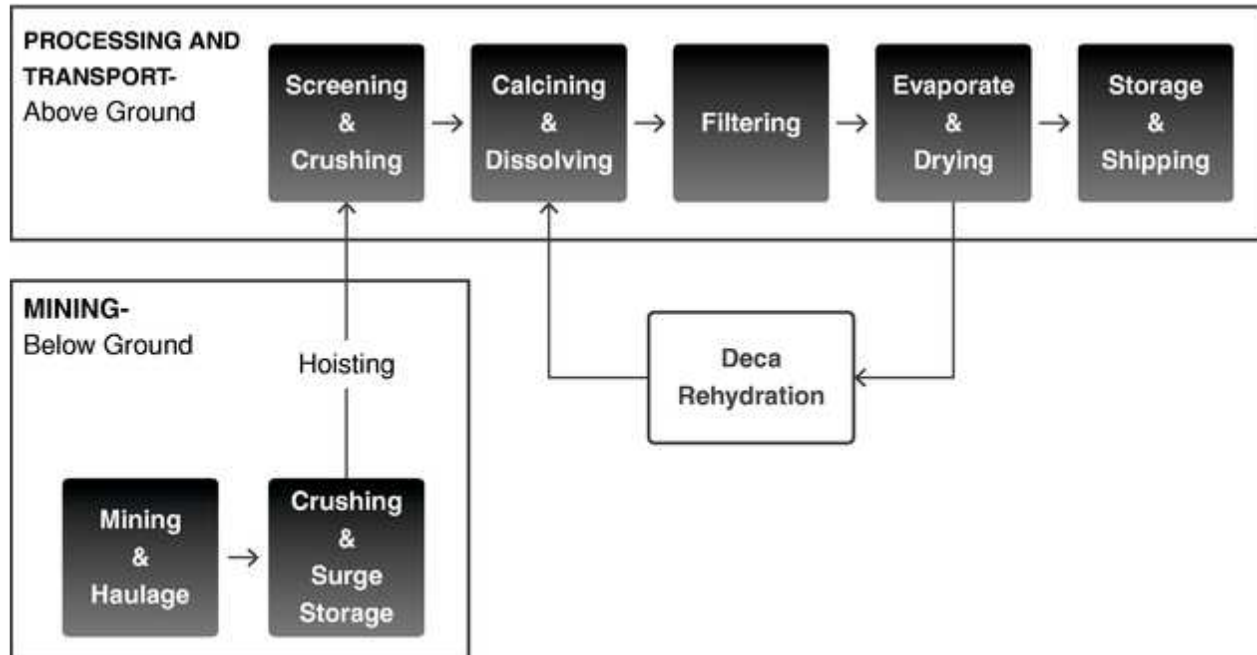 PROCESSING AND
TRANSPORT-
Above Ground
Screening
&
Crushing
Calcining
&
Dissolving
Filtering
Evaporate
&
Drying
Storage
&
Shipping
MINING-
Below Ground
Hoisting
Deca
Rehydration
Mining
&
Haulage
Crushing
&
Surge
Storage